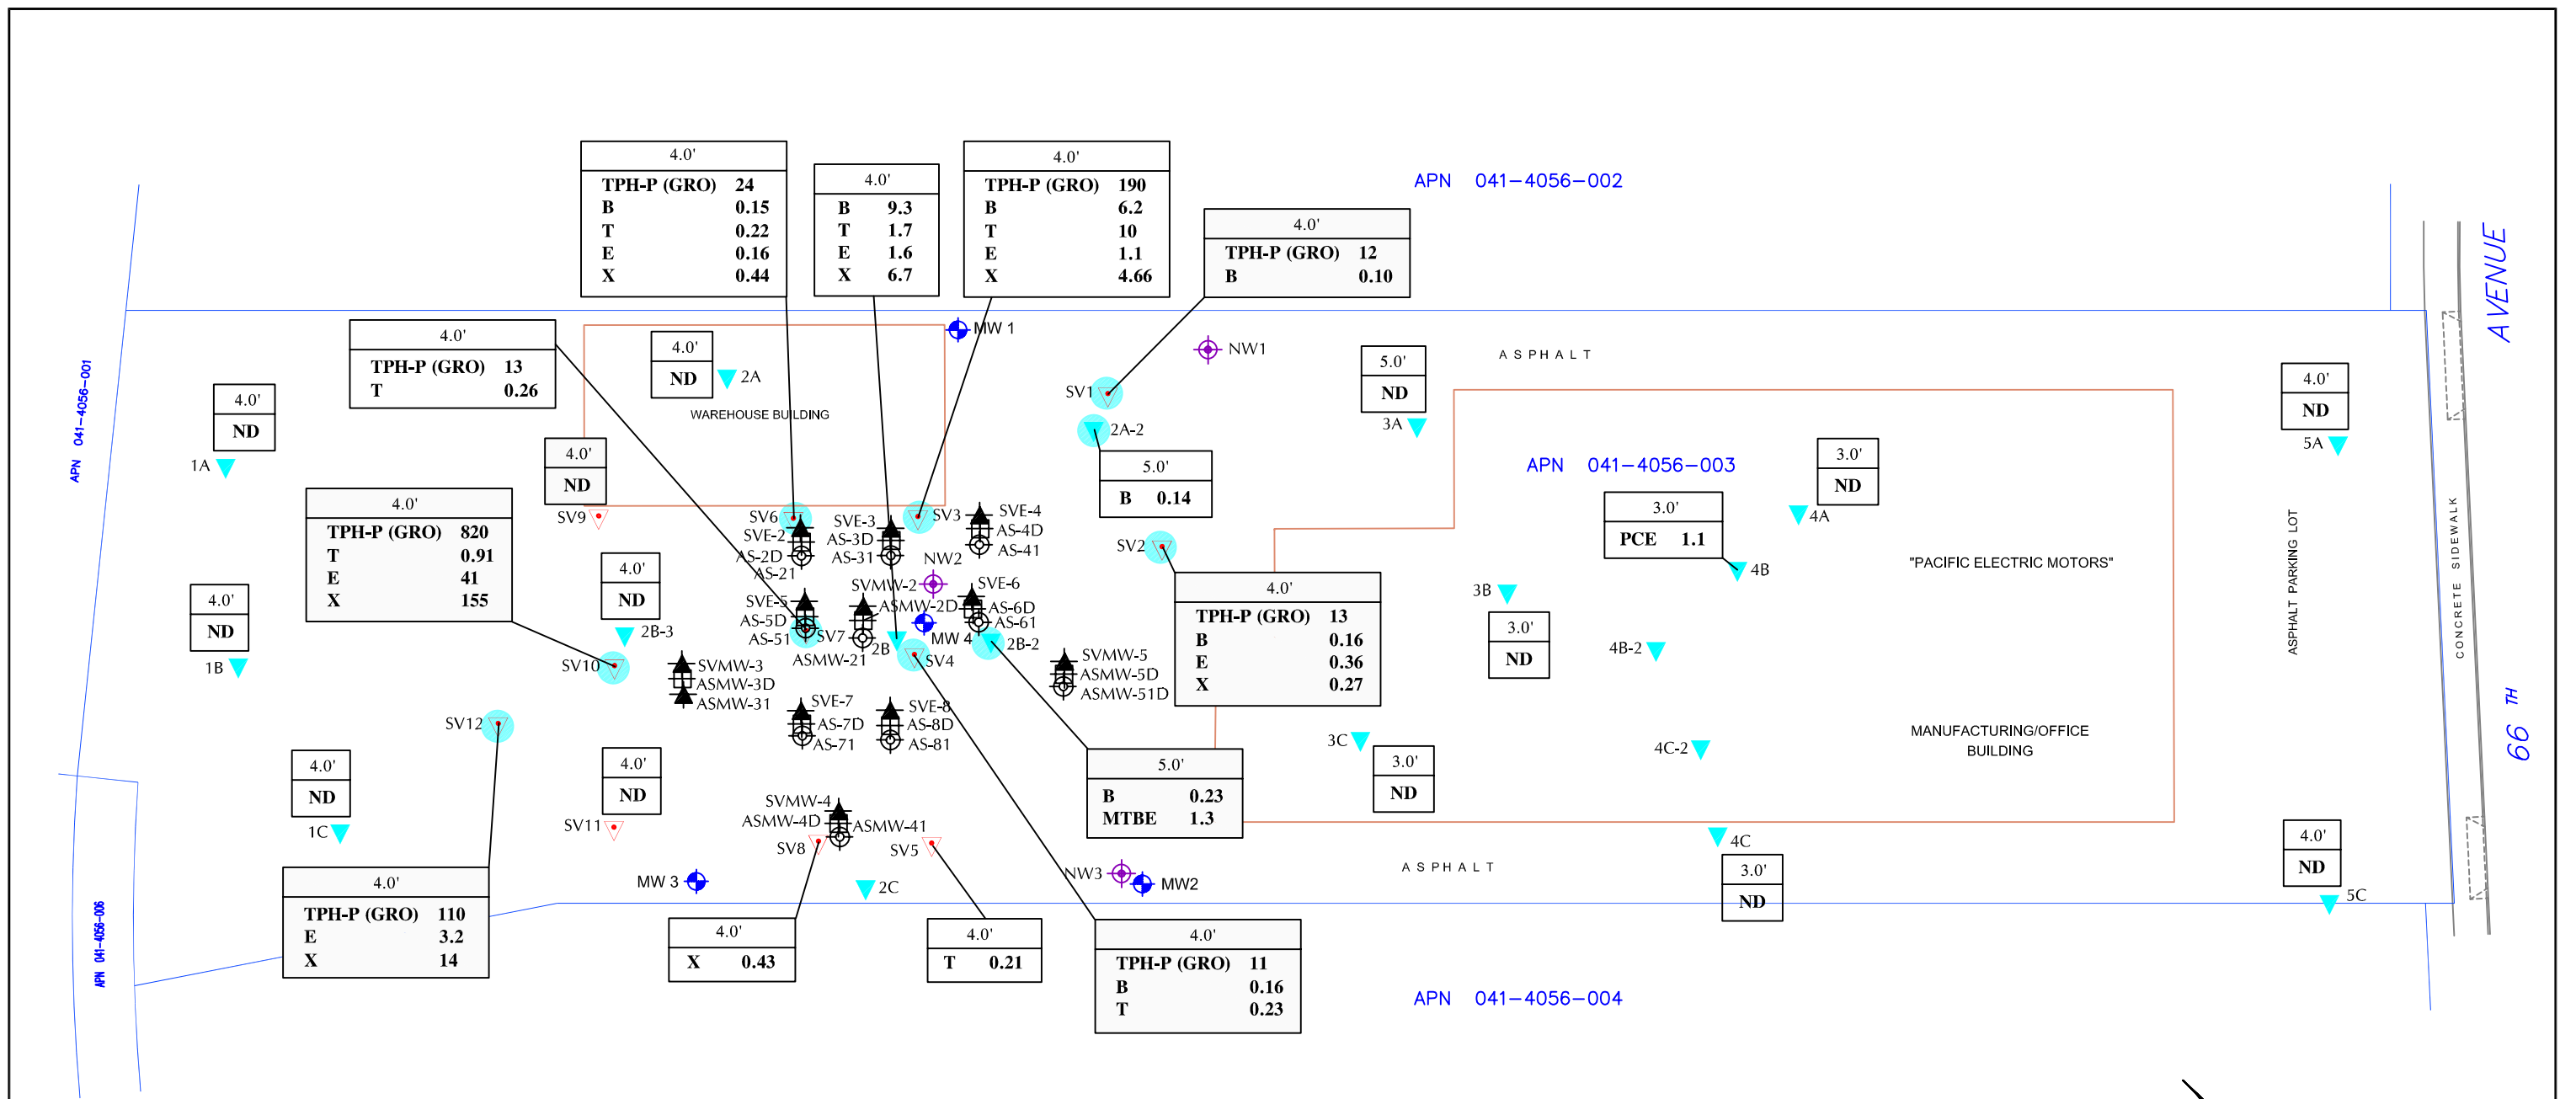 4.0'
TPH-P (GRO) 24
B 0.15
T 0.22
E 0.16
X 0.44
4.0'
B 9.3
T 1.7
E 1.6
X 6.7
4.0'
TPH-P (GRO) 190
B 6.2
T 10
E 1.1
X 4.66
APN 041-4056-002
4.0'
TPH-P (GRO) 12
B 0.10
AVENUE
66 TH
4.0'
TPH-P (GRO) 13
T 0.26
4.0'
ND
2A
WAREHOUSE BUILDING
MW 1
NW1
SV1
2A-2
5.0'
B 0.14
ASPHALT
5.0'
ND
3A
4.0'
ND
5A
APN 041-4056-001
4.0'
ND
1A
4.0'
ND
SV9
APN 041-4056-003
3.0'
ND
4A
3.0'
PCE 1.1
4B
4.0'
TPH-P (GRO) 820
T 0.91
E 41
X 155
SV6
SVE-2
AS-2D
AS-21
SVE-3
AS-3D
AS-31
SV3
SVE-4
AS-4D
AS-41
SV2
"PACIFIC ELECTRIC MOTORS"
ASPHALT PARKING LOT
CONCRETE SIDEWALK
4.0'
ND
1B
4.0'
ND
2B-3
SV10
SVE-5
AS-5D
AS-51
SV7
SVMW-2
ASMW-2D
ASMW-21
NW2
2B
MW 4
SV4
SVE-6
AS-6D
AS-61
2B-2
4.0'
TPH-P (GRO) 13
B 0.16
E 0.36
X 0.27
3B
3.0'
ND
4B-2
SVMW-3
ASMW-3D
ASMW-31
SVMW-5
ASMW-5D
ASMW-51D
SV12
SVE-7
AS-7D
AS-71
SVE-8
AS-8D
AS-81
5.0'
B 0.23
MTBE 1.3
3C
3.0'
ND
4C-2
MANUFACTURING/OFFICE
BUILDING
4.0'
ND
1C
4.0'
ND
SV11
SVMW-4
ASMW-4D
ASMW-41
SV8
SV5
4C
3.0'
ND
4.0'
ND
5C
APN 041-4056-006
4.0'
TPH-P (GRO) 110
E 3.2
X 14
MW 3
2C
NW3
MW2
ASPHALT
4.0'
X 0.43
4.0'
T 0.21
4.0'
TPH-P (GRO) 11
B 0.16
T 0.23
APN 041-4056-004